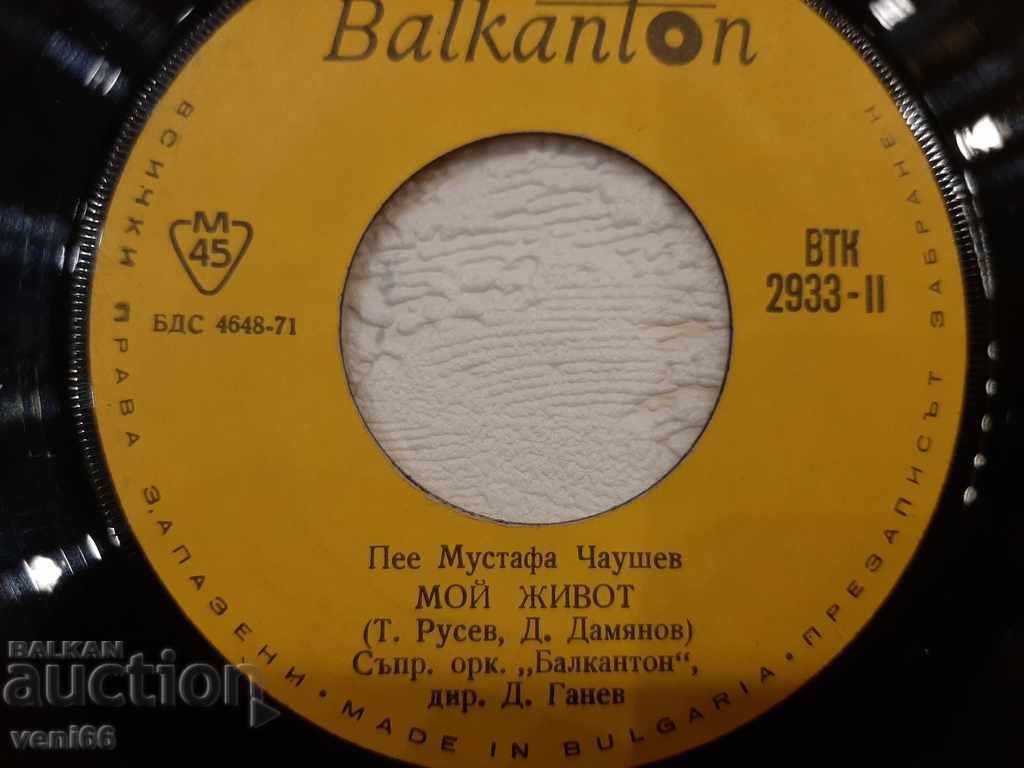 Balkanton
M
45
БДС 4648-71
ВТК
2933-II
Пее Мустафа Чаушев
МОЙ ЖИВОТ
(Т. Русев, Д. Дамянов)
Съпр. орк. „Балкантон“,
дир. Д. Ганев
ВСИЧКИ ПРАВА ЗАПАЗЕНИ • MADE IN BULGARIA • ПРЕЗАПИСЪТ ЗАБРАНЕН
BALKAN
auction
veni66